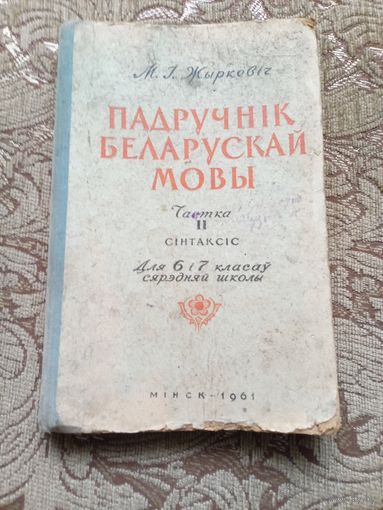 М. І. Жырковіч
ПАДРУЧНІК
БЕЛАРУСКАЙ
МОВЫ
Частка
II
СІНТАКСІС
Для 6 і 7 класаў
сярэдняй школы
МІНСК - 1961